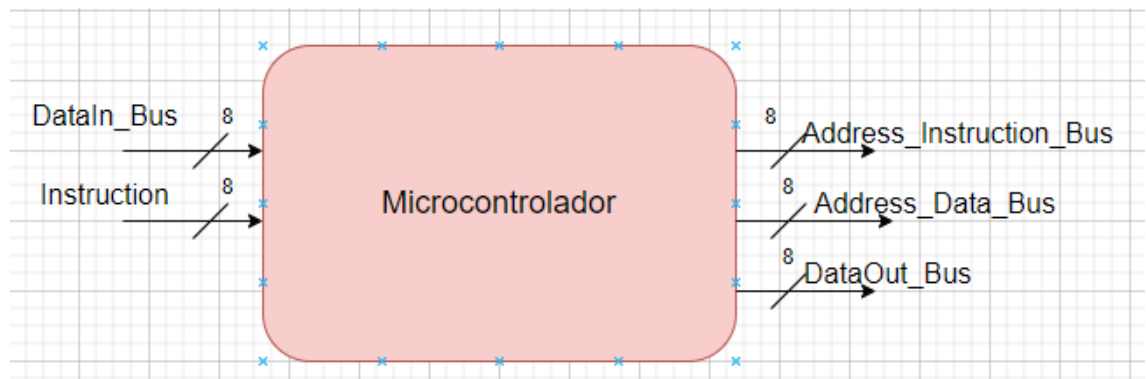 DataIn_Bus
8
Instruction
8
Microcontrolador
8
Address_Instruction_Bus
8
Address_Data_Bus
8
DataOut_Bus